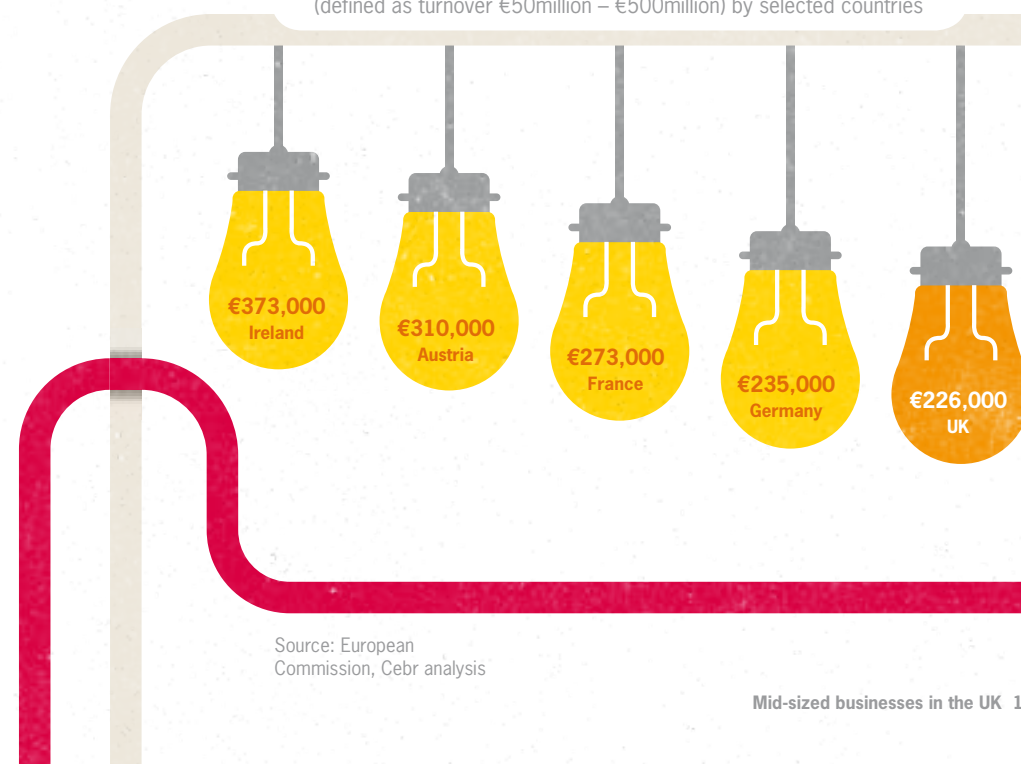 (defined as turnover €50million – €500million) by selected countries
€373,000
Ireland
€310,000
Austria
€273,000
France
€235,000
Germany
€226,000
UK
Source: European
Commission, Cebr analysis
Mid-sized businesses in the UK 1